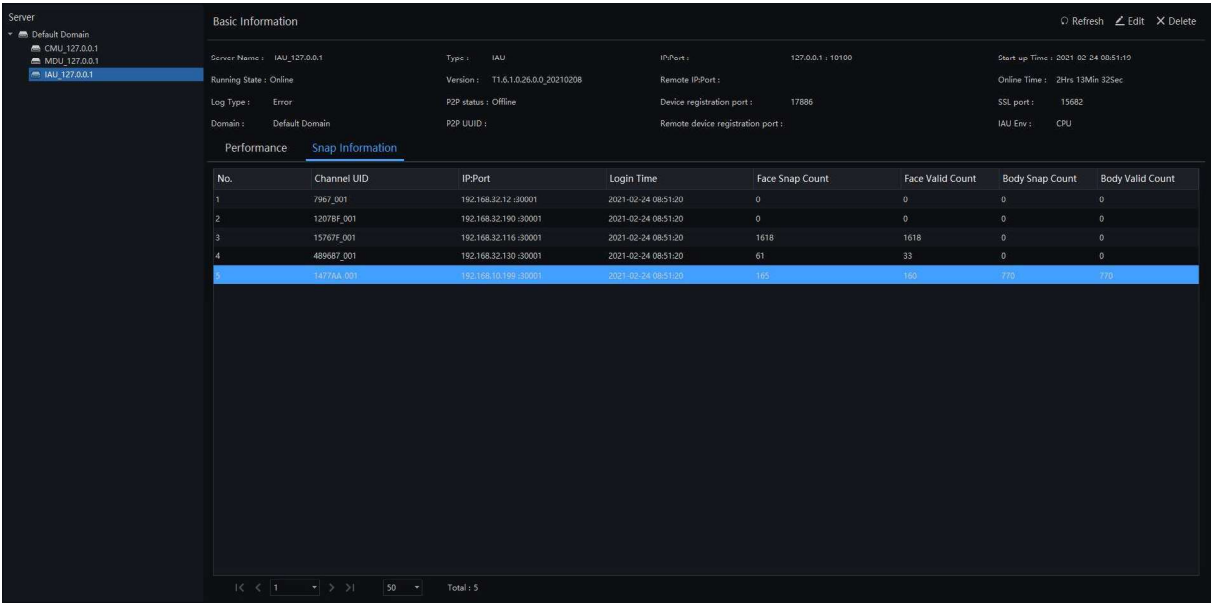 Server
Default Domain
CMU_127.0.0.1
MDU_127.0.0.1
IAU_127.0.0.1
Basic Information
Refresh Edit Delete
Server Name : IAU_127.0.0.1 Type : IAU IP:Port : 127.0.0.1 : 10100 Start up Time : 2021-02-24 08:51:19
Running State : Online Version : T1.6.1.0.26.0.0_20210208 Remote IP:Port : Online Time : 2Hrs 13Min 32Sec
Log Type : Error P2P status : Offline Device registration port : 17886 SSL port : 15682
Domain : Default Domain P2P UUID : Remote device registration port : IAU Env : CPU
Performance Snap Information
No. Channel UID IP:Port Login Time Face Snap Count Face Valid Count Body Snap Count Body Valid Count
1 7967_001 192.168.32.12 :30001 2021-02-24 08:51:20 0 0 0 0
2 1207BF_001 192.168.32.190 :30001 2021-02-24 08:51:20 0 0 0 0
3 15767F_001 192.168.32.116 :30001 2021-02-24 08:51:20 1618 1618 0 0
4 489687_001 192.168.32.130 :30001 2021-02-24 08:51:20 61 33 0 0
5 1477AA_001 192.168.10.199 :30001 2021-02-24 08:51:20 165 160 770 770
1 50 Total : 5